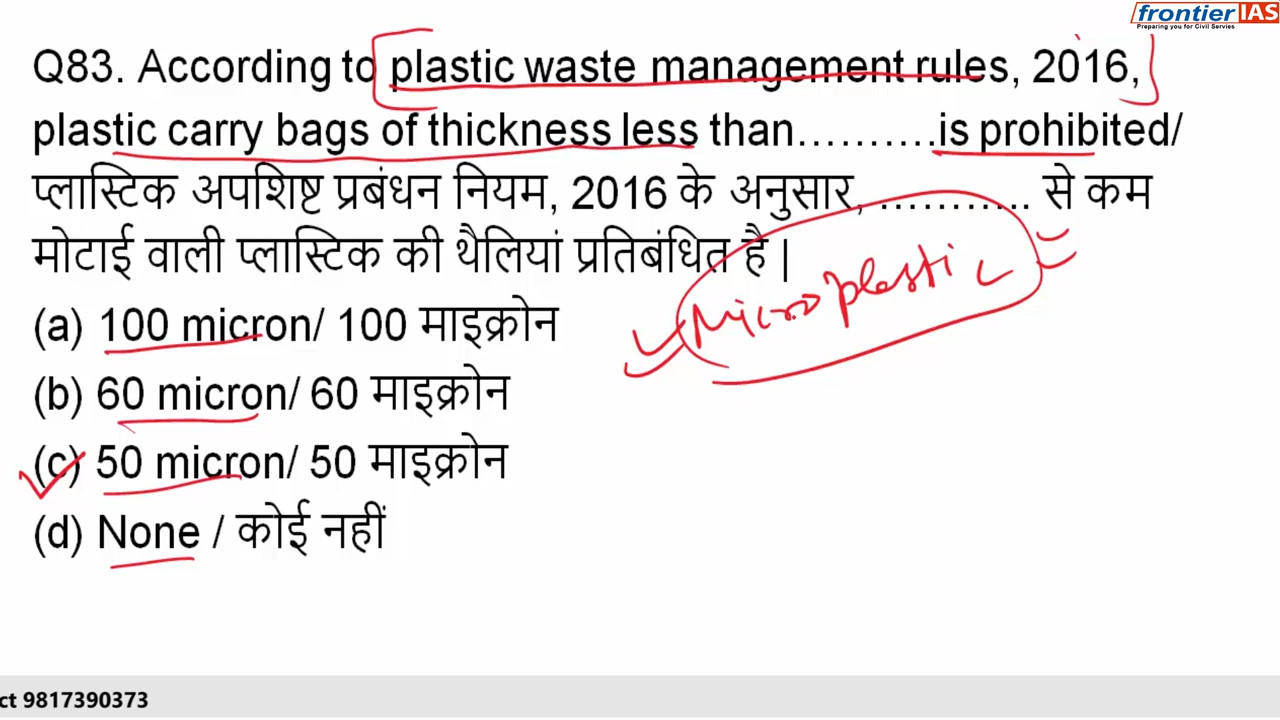 frontier IAS
Preparing you for Civil Servies
Q83. According to plastic waste management rules, 2016,
plastic carry bags of thickness less than……….is prohibited/
प्लास्टिक अपशिष्ट प्रबंधन नियम, 2016 के अनुसार, ……….. से कम
मोटाई वाली प्लास्टिक की थैलियां प्रतिबंधित है |
Microplastic
(a) 100 micron/ 100 माइक्रोन
(b) 60 micron/ 60 माइक्रोन
(c) 50 micron/ 50 माइक्रोन
(d) None / कोई नहीं
ct 9817390373